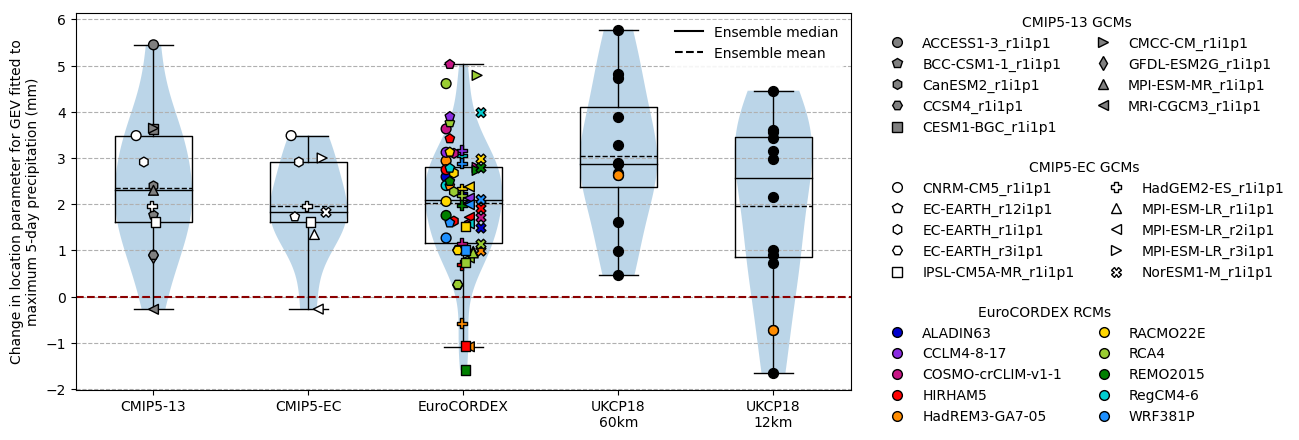 Change in location parameter for GEV fitted to
maximum 5-day precipitation (mm)
6
5
4
3
2
1
0
−1
−2
Ensemble median
Ensemble mean
CMIP5-13
CMIP5-EC
EuroCORDEX
UKCP18
60km
UKCP18
12km
CMIP5-13 GCMs
ACCESS1-3_r1i1p1
BCC-CSM1-1_r1i1p1
CanESM2_r1i1p1
CCSM4_r1i1p1
CESM1-BGC_r1i1p1
CMCC-CM_r1i1p1
GFDL-ESM2G_r1i1p1
MPI-ESM-MR_r1i1p1
MRI-CGCM3_r1i1p1
CMIP5-EC GCMs
CNRM-CM5_r1i1p1
EC-EARTH_r12i1p1
EC-EARTH_r1i1p1
EC-EARTH_r3i1p1
IPSL-CM5A-MR_r1i1p1
HadGEM2-ES_r1i1p1
MPI-ESM-LR_r1i1p1
MPI-ESM-LR_r2i1p1
MPI-ESM-LR_r3i1p1
NorESM1-M_r1i1p1
EuroCORDEX RCMs
ALADIN63
CCLM4-8-17
COSMO-crCLIM-v1-1
HIRHAM5
HadREM3-GA7-05
RACMO22E
RCA4
REMO2015
RegCM4-6
WRF381P